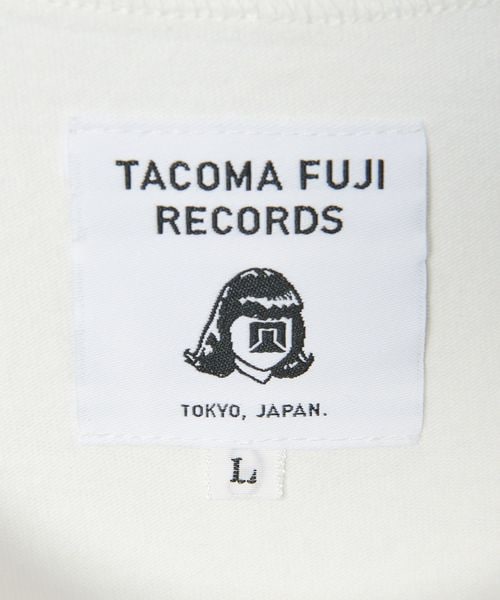 TACOMA FUJI
RECORDS
TOKYO, JAPAN.
L